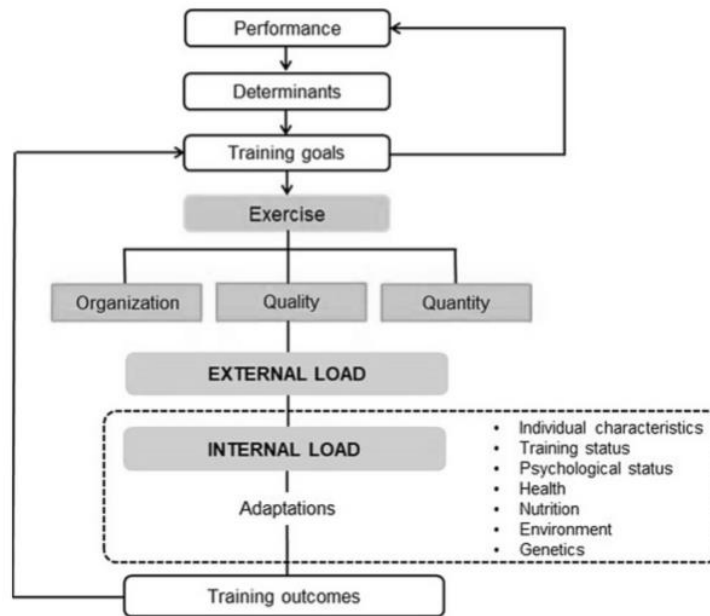 Performance
Determinants
Training goals
Exercise
Organization
Quality
Quantity
EXTERNAL LOAD
INTERNAL LOAD
Adaptations
• Individual characteristics
• Training status
• Psychological status
• Health
• Nutrition
• Environment
• Genetics
Training outcomes